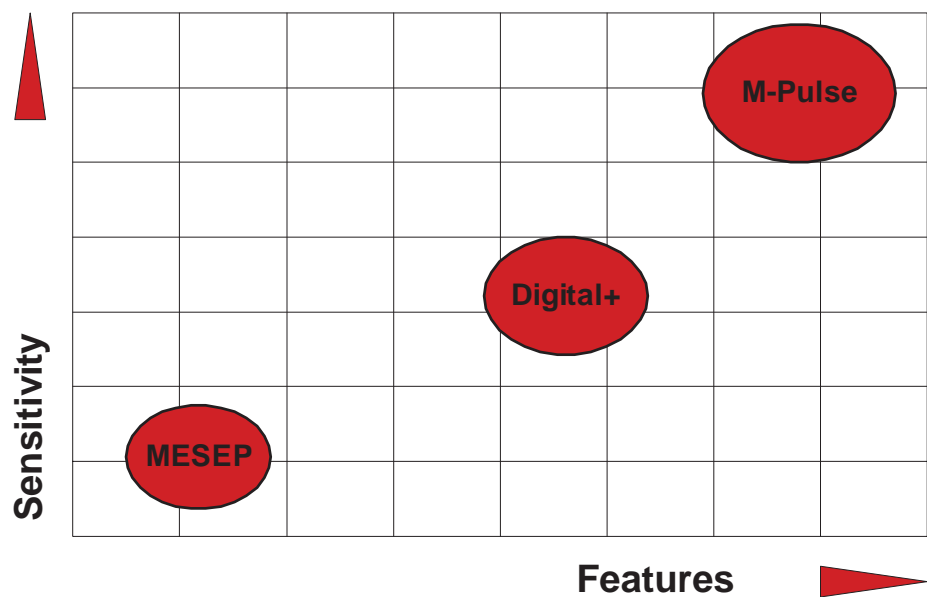 M-Pulse
Digital+
MESEP
Sensitivity
Features